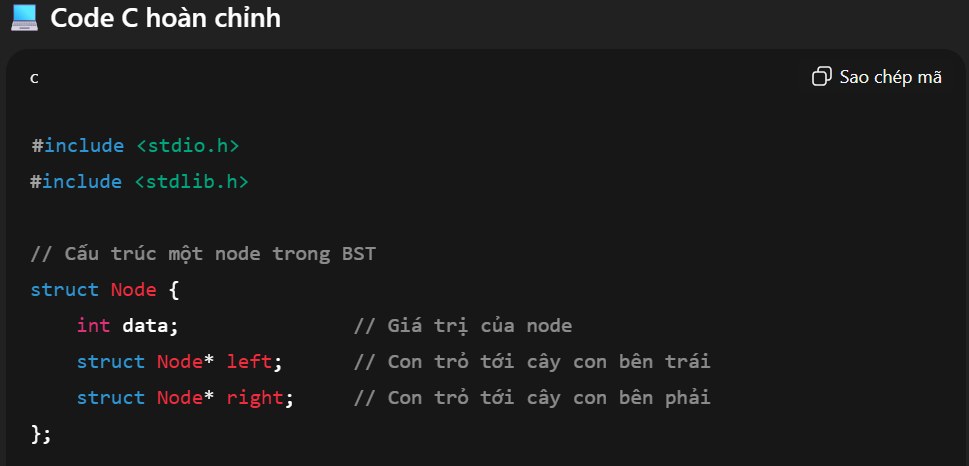 Code C hoàn chỉnh
c
Sao chép mã
#include <stdio.h>
#include <stdlib.h>
// Cấu trúc một node trong BST
struct Node {
    int data;               // Giá trị của node
    struct Node* left;      // Con trỏ tới cây con bên trái
    struct Node* right;     // Con trỏ tới cây con bên phải
};